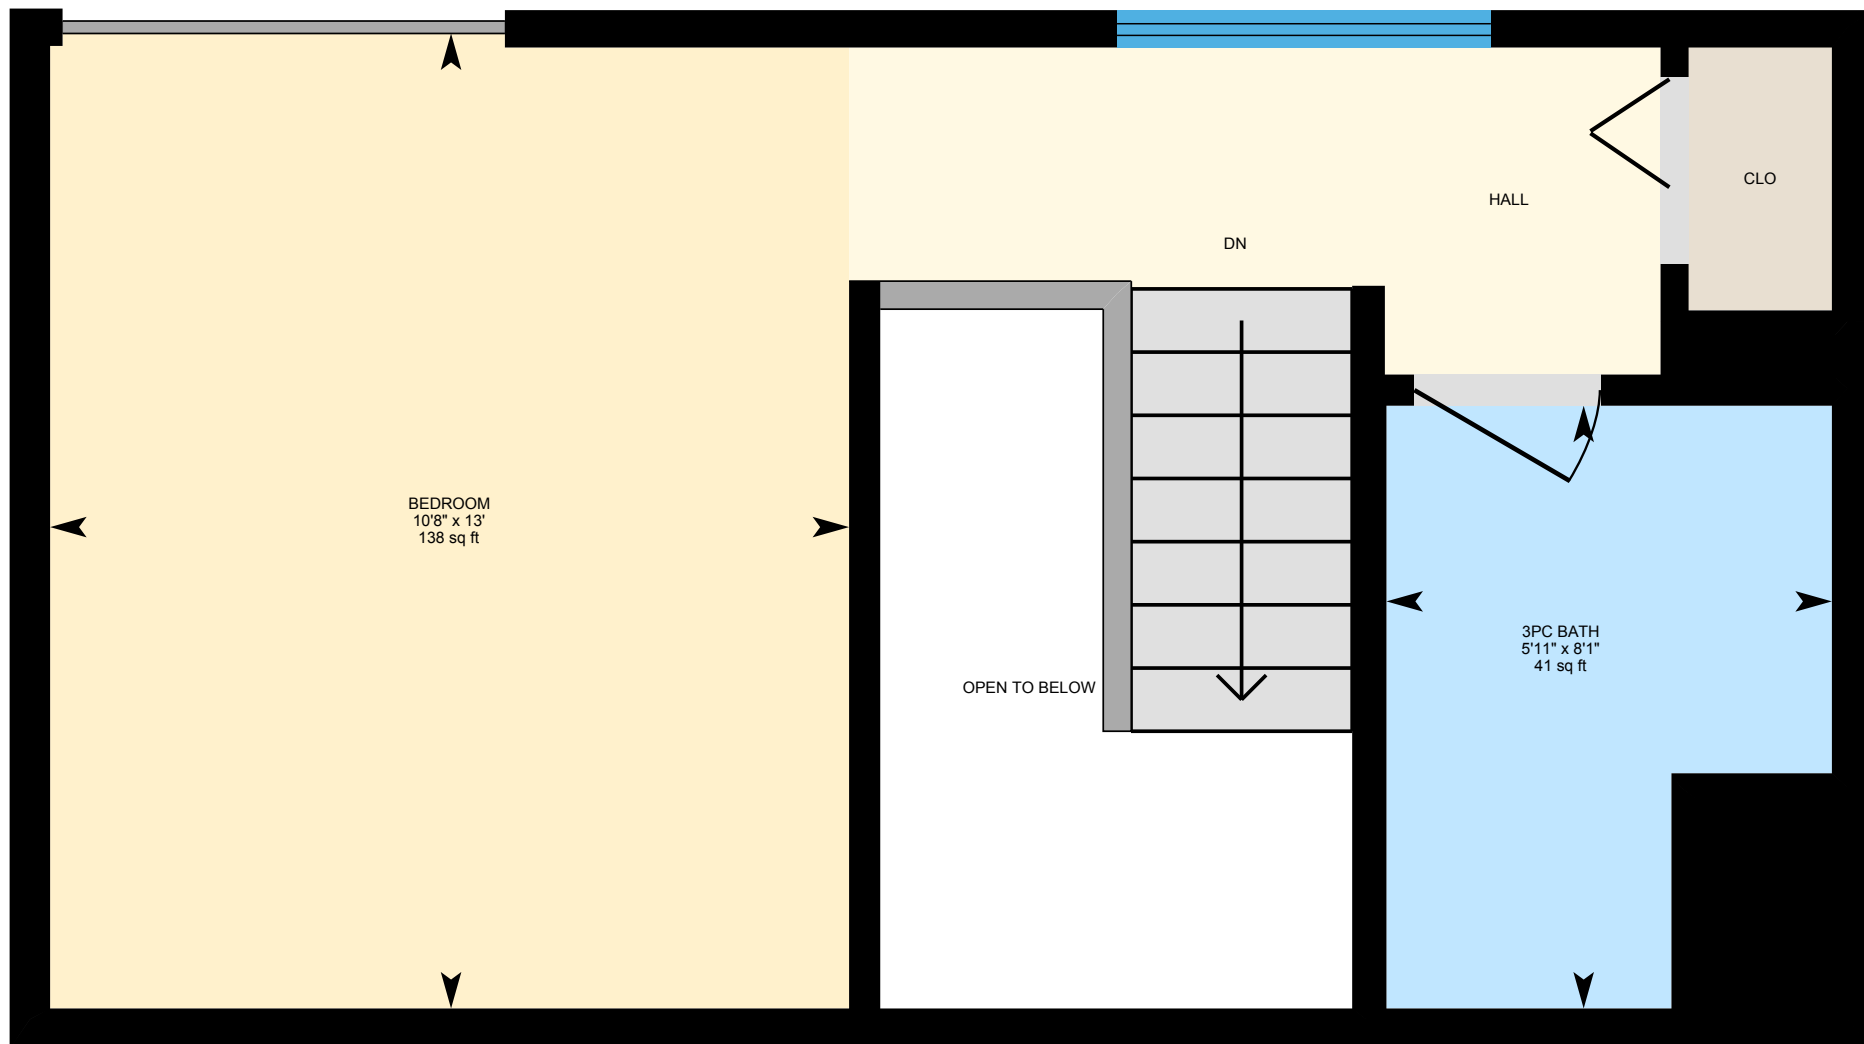 CLO
HALL
DN
BEDROOM
10'8" x 13'
138 sq ft
3PC BATH
5'11" x 8'1"
41 sq ft
OPEN TO BELOW